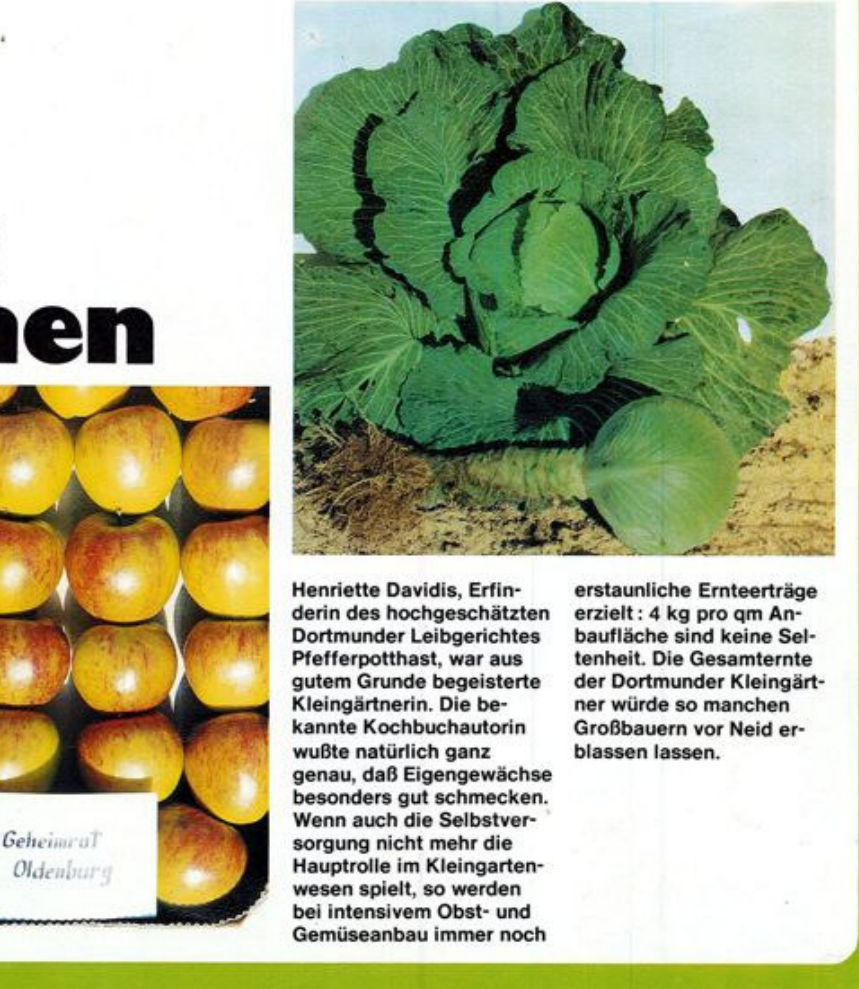 nen
Geheimrat
Oldenburg
Henriette Davidis, Erfin-
derin des hochgeschätzten
Dortmunder Leibgerichtes
Pfefferpotthast, war aus
gutem Grunde begeisterte
Kleingärtnerin. Die be-
kannte Kochbuchautorin
wußte natürlich ganz
genau, daß Eigengewächse
besonders gut schmecken.
Wenn auch die Selbstver-
sorgung nicht mehr die
Hauptrolle im Kleingarten-
wesen spielt, so werden
bei intensivem Obst- und
Gemüseanbau immer noch
erstaunliche Ernteerträge
erzielt : 4 kg pro qm An-
baufläche sind keine Sel-
tenheit. Die Gesamternte
der Dortmunder Kleingärt-
ner würde so manchen
Großbauern vor Neid er-
blassen lassen.